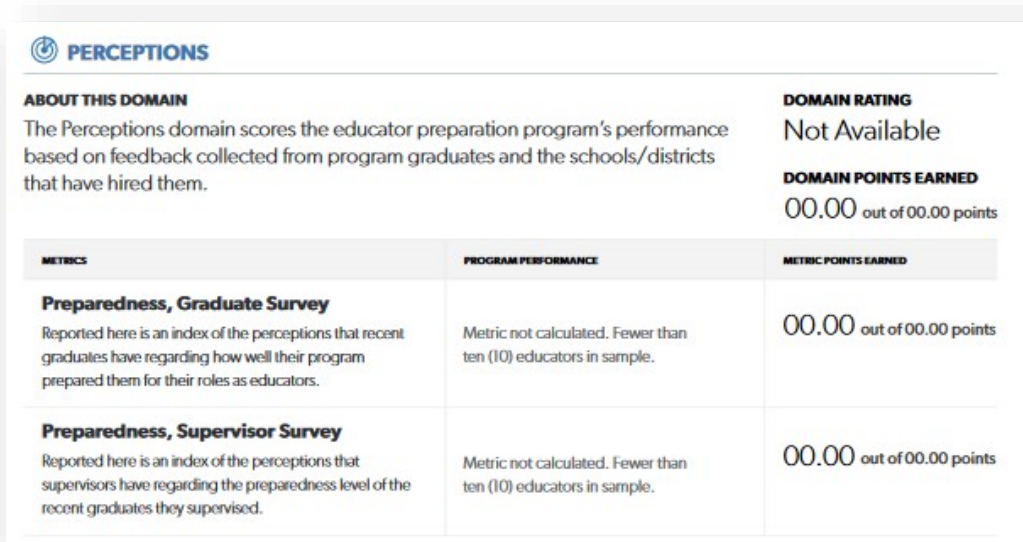 PERCEPTIONS
ABOUT THIS DOMAIN
The Perceptions domain scores the educator preparation program's performance
based on feedback collected from program graduates and the schools/districts
that have hired them.
DOMAIN RATING
Not Available
DOMAIN POINTS EARNED
00.00 out of 00.00 points
METRICS
PROGRAM PERFORMANCE
METRIC POINTS EARNED
Preparedness, Graduate Survey
Reported here is an index of the perceptions that recent
graduates have regarding how well their program
prepared them for their roles as educators.
Metric not calculated. Fewer than
ten (10) educators in sample.
00.00 out of 00.00 points
Preparedness, Supervisor Survey
Reported here is an index of the perceptions that
supervisors have regarding the preparedness level of the
recent graduates they supervised.
Metric not calculated. Fewer than
ten (10) educators in sample.
00.00 out of 00.00 points